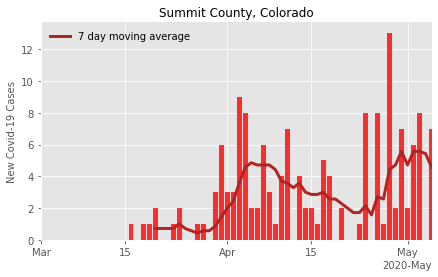 Summit County, Colorado
7 day moving average
New Covid-19 Cases
12
10
8
6
4
2
0
Mar
15
Apr
15
May
2020-May